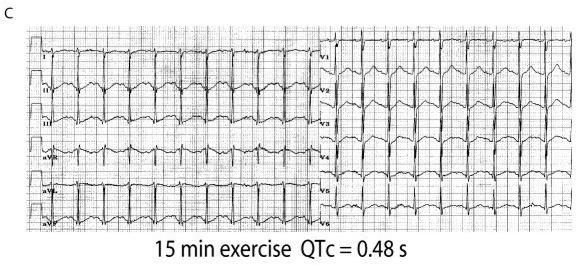 C
I
V1
II
V2
III
V3
aVR
V4
aVL
V5
aVF
V6
15 min exercise QTc = 0.48 s